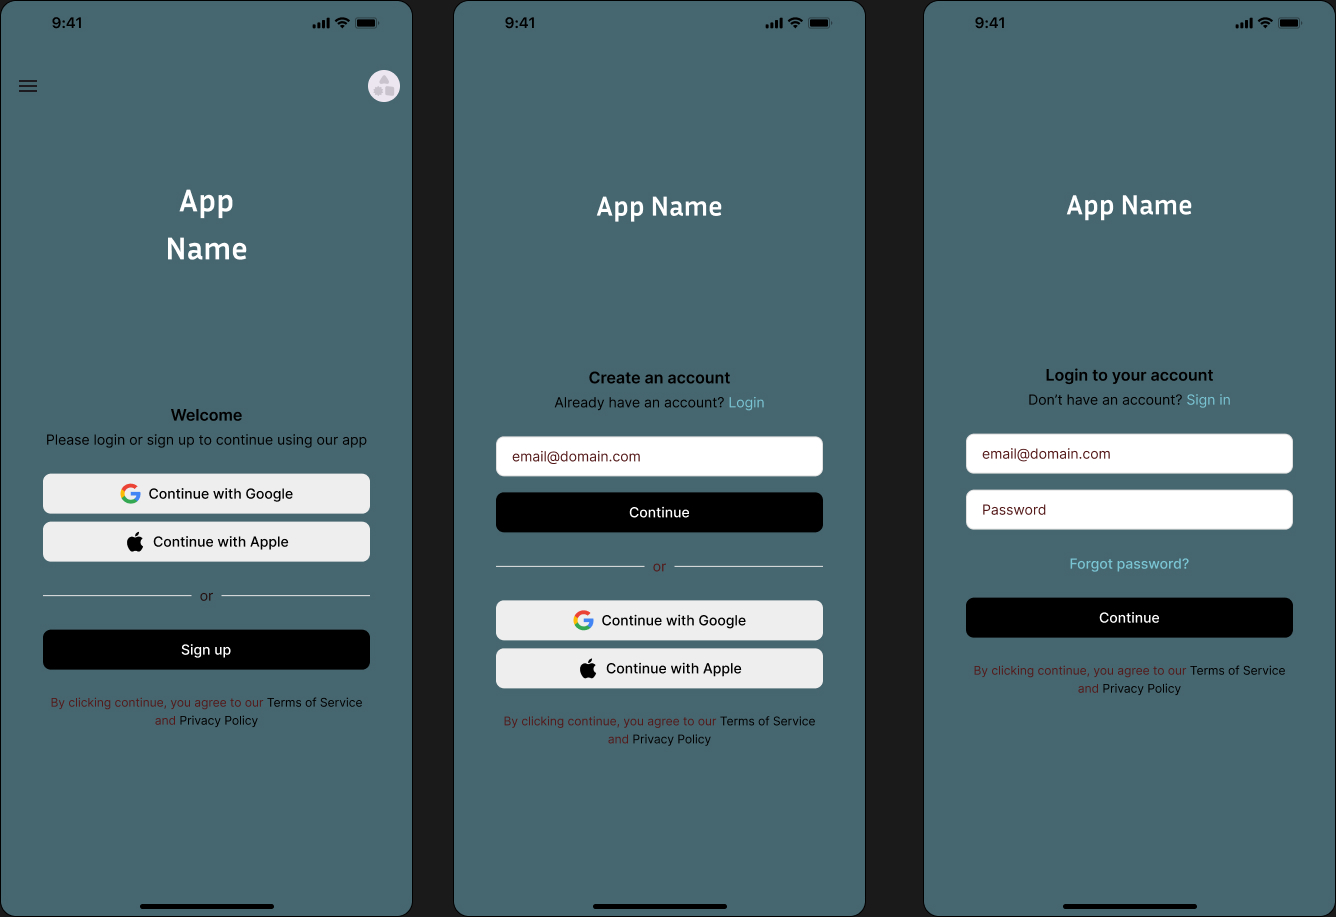 9:41
App
Name
Welcome
Please login or sign up to continue using our app
Continue with Google
Continue with Apple
or
Sign up
By clicking continue, you agree to our Terms of Service
and Privacy Policy
9:41
App Name
Create an account
Already have an account? Login
email@domain.com
Continue
or
Continue with Google
Continue with Apple
By clicking continue, you agree to our Terms of Service
and Privacy Policy
9:41
App Name
Login to your account
Don’t have an account? Sign in
email@domain.com
Password
Forgot password?
Continue
By clicking continue, you agree to our Terms of Service
and Privacy Policy